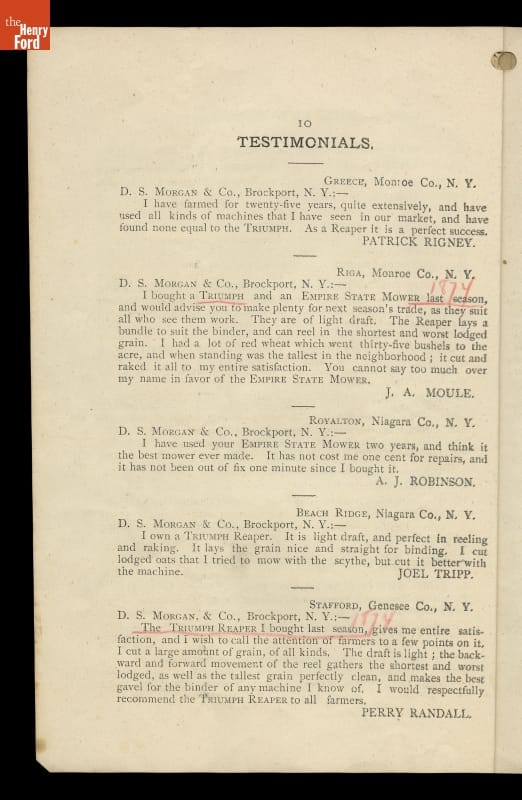 the
Henry
Ford
10
TESTIMONIALS.
GREECE, Monroe Co., N. Y.
D. S. MORGAN & Co., Brockport, N. Y.:—
I have farmed for twenty-five years, quite extensively, and have
used all kinds of machines that I have seen in our market, and have
found none equal to the TRIUMPH. As a Reaper it is a perfect success.
PATRICK RIGNEY.
RIGA, Monroe Co., N. Y.
1874
D. S. MORGAN & Co., Brockport, N. Y.:—
I bought a TRIUMPH and an EMPIRE STATE MOWER last season,
and would advise you to make plenty for next season's trade, as they suit
all who see them work. They are of light draft. The Reaper lays a
bundle to suit the binder, and can reel in the shortest and worst lodged
grain. I had a lot of red wheat which went thirty-five bushels to the
acre, and when standing was the tallest in the neighborhood; it cut and
raked it all to my entire satisfaction. You cannot say too much over
my name in favor of the EMPIRE STATE MOWER.
J. A. MOULE.
ROYALTON, Niagara Co., N. Y.
D. S. MORGAN & Co., Brockport, N. Y.:—
I have used your EMPIRE STATE MOWER two years, and think it
the best mower ever made. It has not cost me one cent for repairs, and
it has not been out of fix one minute since I bought it.
A. J. ROBINSON.
BEACH RIDGE, Niagara Co., N. Y.
D. S. MORGAN & Co., Brockport, N. Y.:—
I own a TRIUMPH Reaper. It is light draft, and perfect in reeling
and raking. It lays the grain nice and straight for binding. I cut
lodged oats that I tried to mow with the scythe, but cut it better with
the machine. JOEL TRIPP.
STAFFORD, Genesee Co., N. Y.
D. S. MORGAN, & Co., Brockport, N. Y.:—
1874
The TRIUMPH REAPER I bought last season, gives me entire satis-
faction, and I wish to call the attention of farmers to a few points on it.
I cut a large amount of grain, of all kinds. The draft is light; the back-
ward and forward movement of the reel gathers the shortest and worst
lodged, as well as the tallest grain perfectly clean, and makes the best
gavel for the binder of any machine I know of. I would respectfully
recommend the TRIUMPH REAPER to all farmers.
PERRY RANDALL.